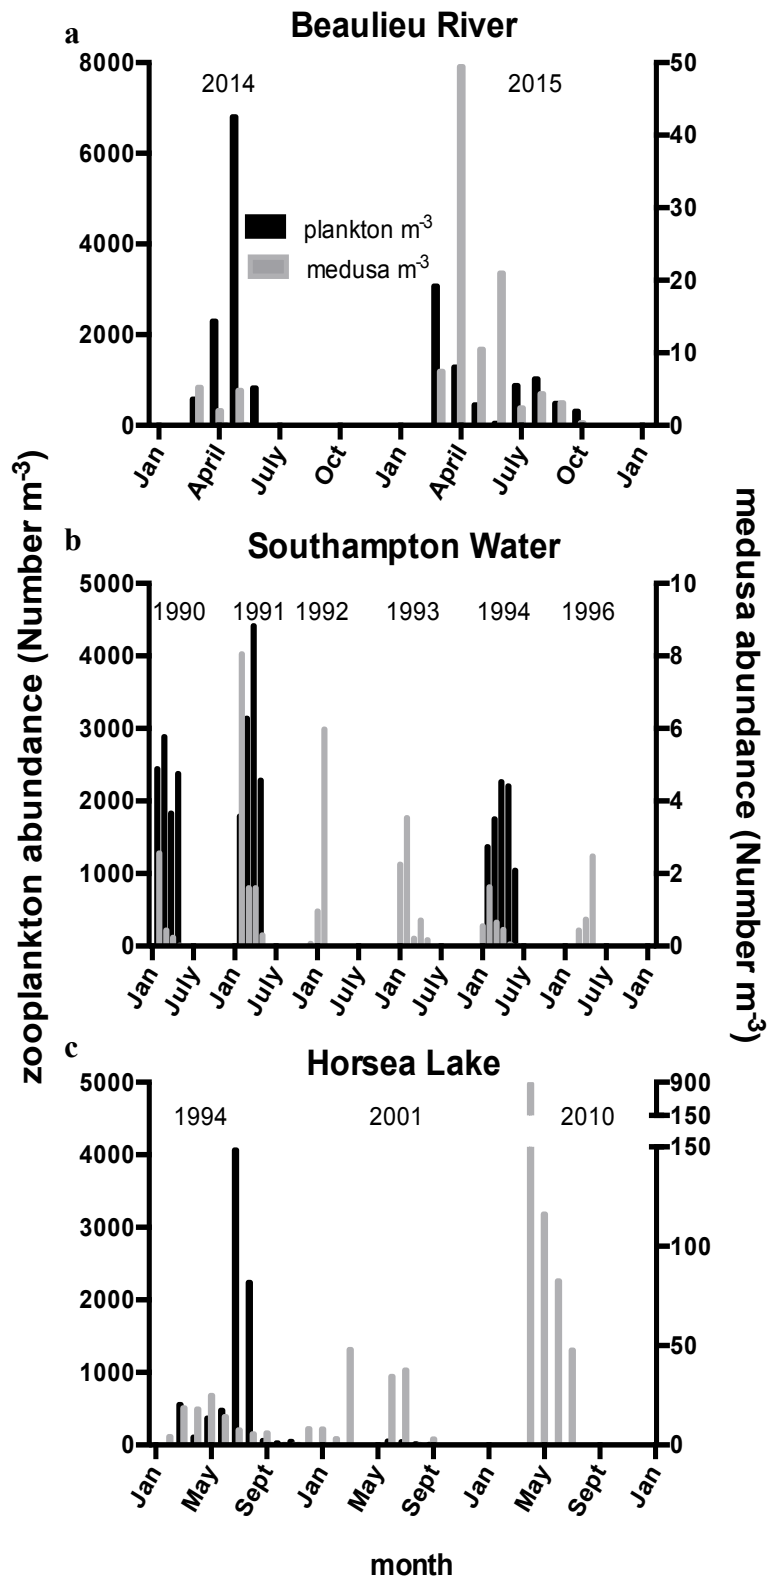 a
Beaulieu River
8000
6000
4000
2000
0
50
40
30
20
10
0
2014
2015
plankton m-3
medusa m-3
Jan
April
July
Oct
Jan
April
July
Oct
Jan
zooplankton abundance (Number m-3)
medusa abundance (Number m-3)
b
Southampton Water
5000
4000
3000
2000
1000
0
10
8
6
4
2
0
1990
1991
1992
1993
1994
1996
Jan
July
Jan
July
Jan
July
Jan
July
Jan
July
Jan
July
Jan
c
Horsea Lake
5000
4000
3000
2000
1000
0
900
150
150
100
50
0
1994
2001
2010
Jan
May
Sept
Jan
May
Sept
Jan
May
Sept
Jan
month